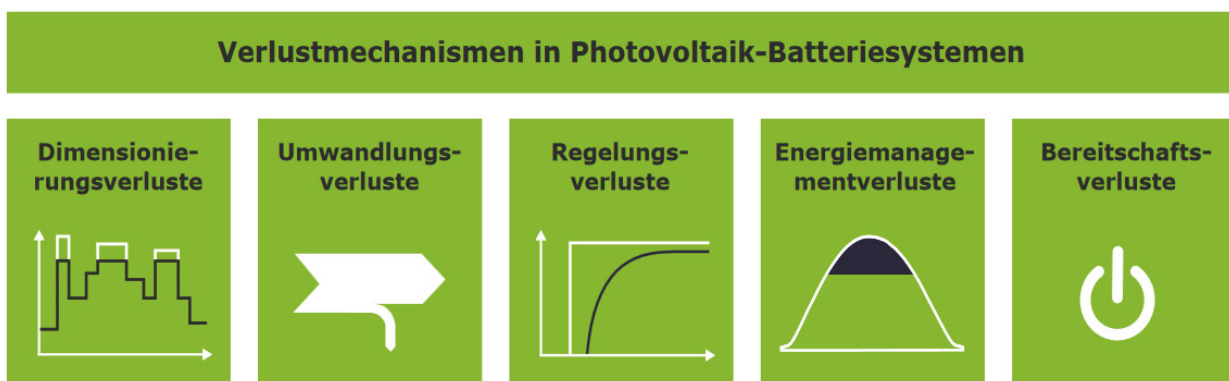 Verlustmechanismen in Photovoltaik-Batteriesystemen
Dimensionie-
rungsverluste
Umwandlungs-
verluste
Regelungs-
verluste
Energiemanage-
mentverluste
Bereitschafts-
verluste